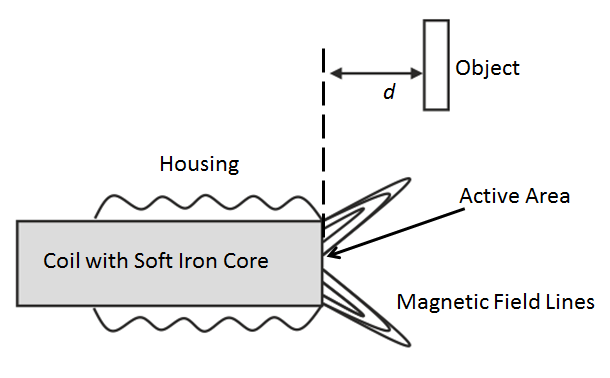 Object
d
Housing
Active Area
Coil with Soft Iron Core
Magnetic Field Lines